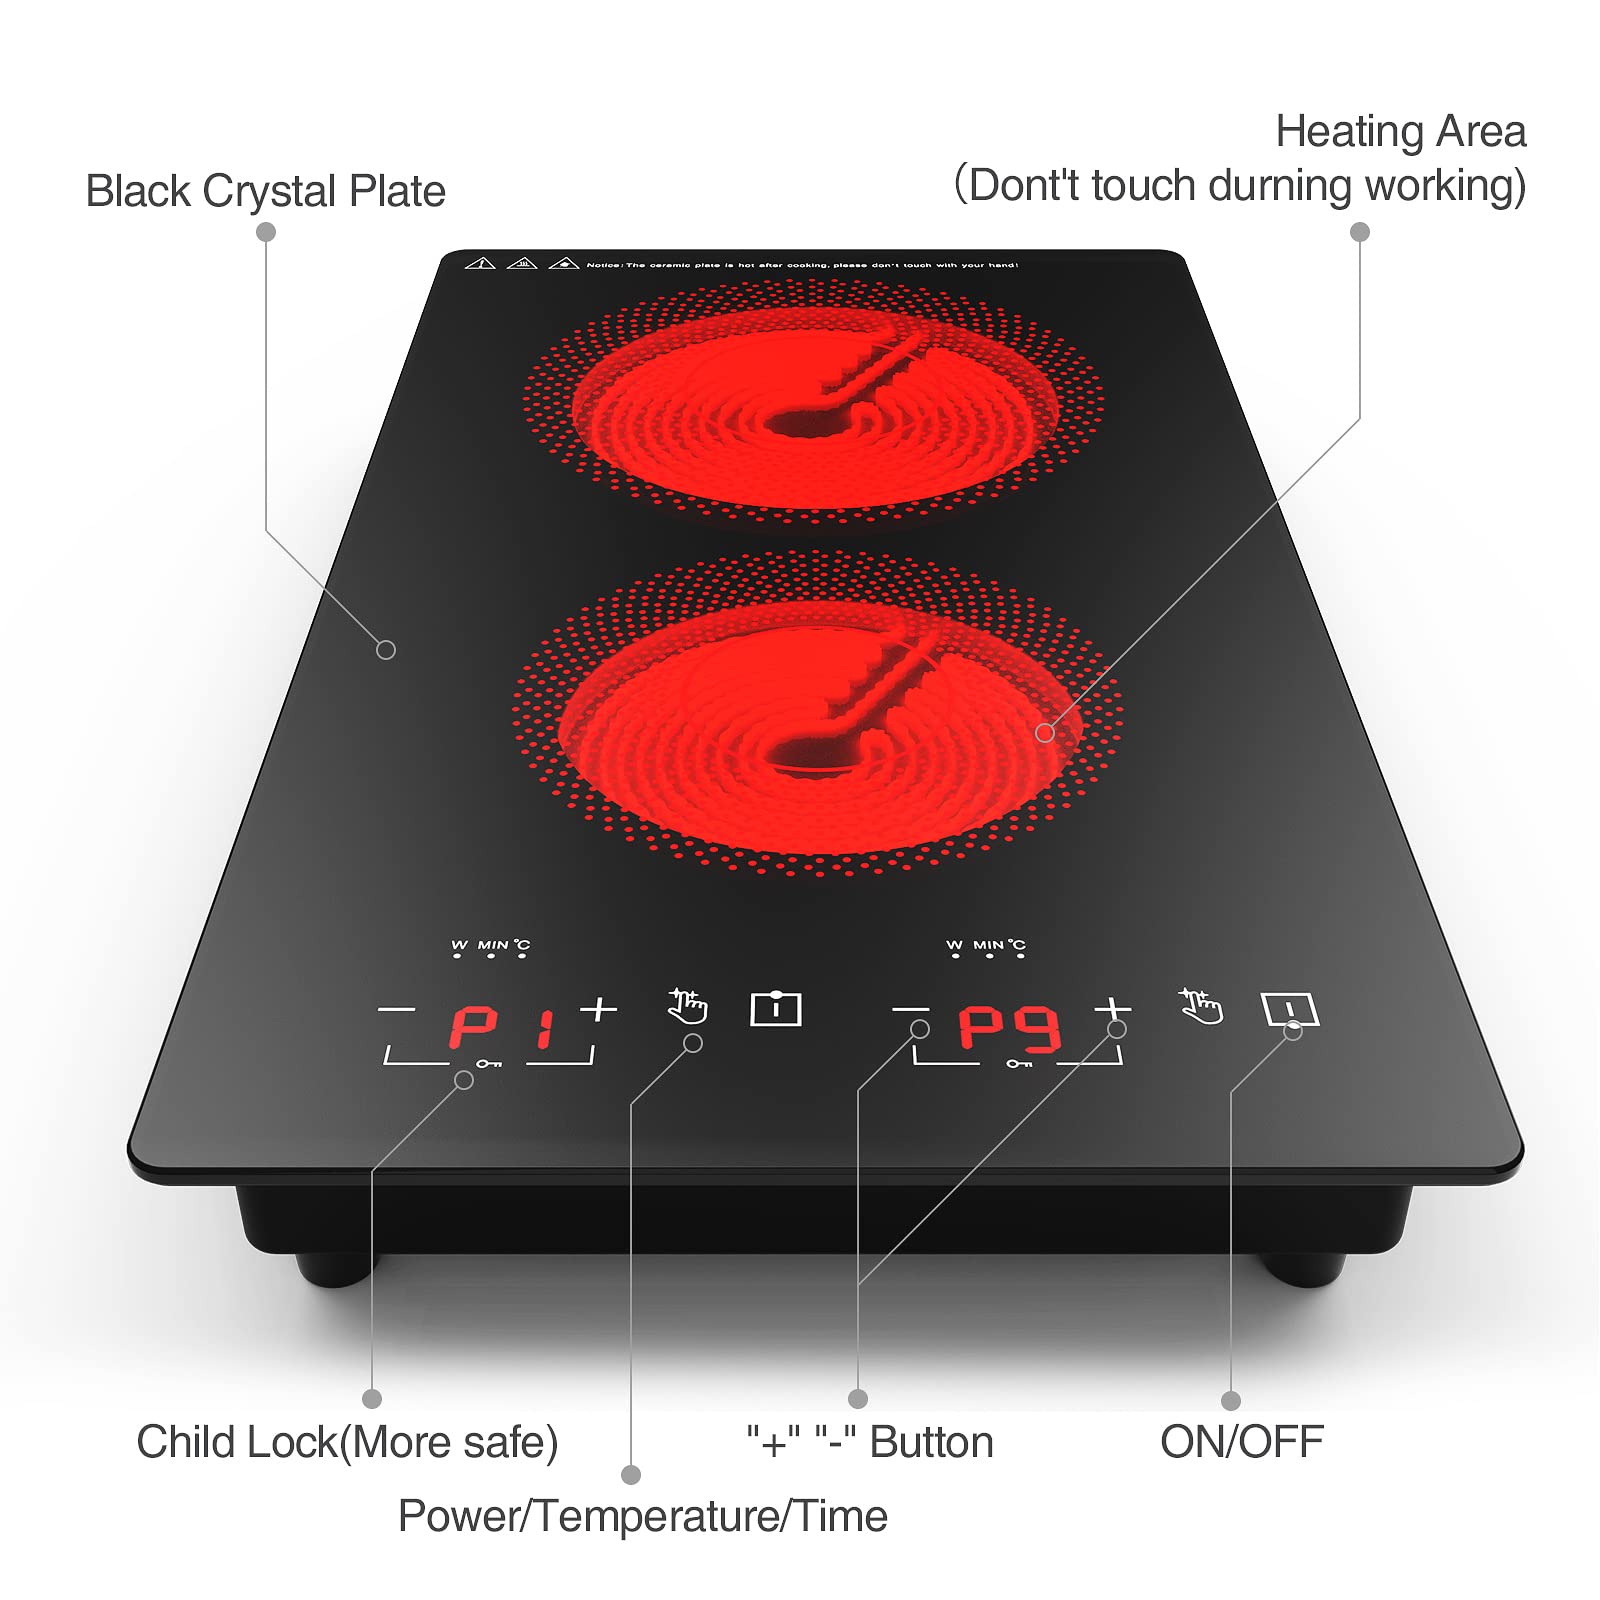 Heating Area
Black Crystal Plate
(Dont't touch durning working)
Notice: The ceramic plate is hot after cooking, please don't touch with your hand!
W MIN °C
W MIN °C
− P1 +
− P9 +
Child Lock(More safe)
"+" "-" Button
ON/OFF
Power/Temperature/Time